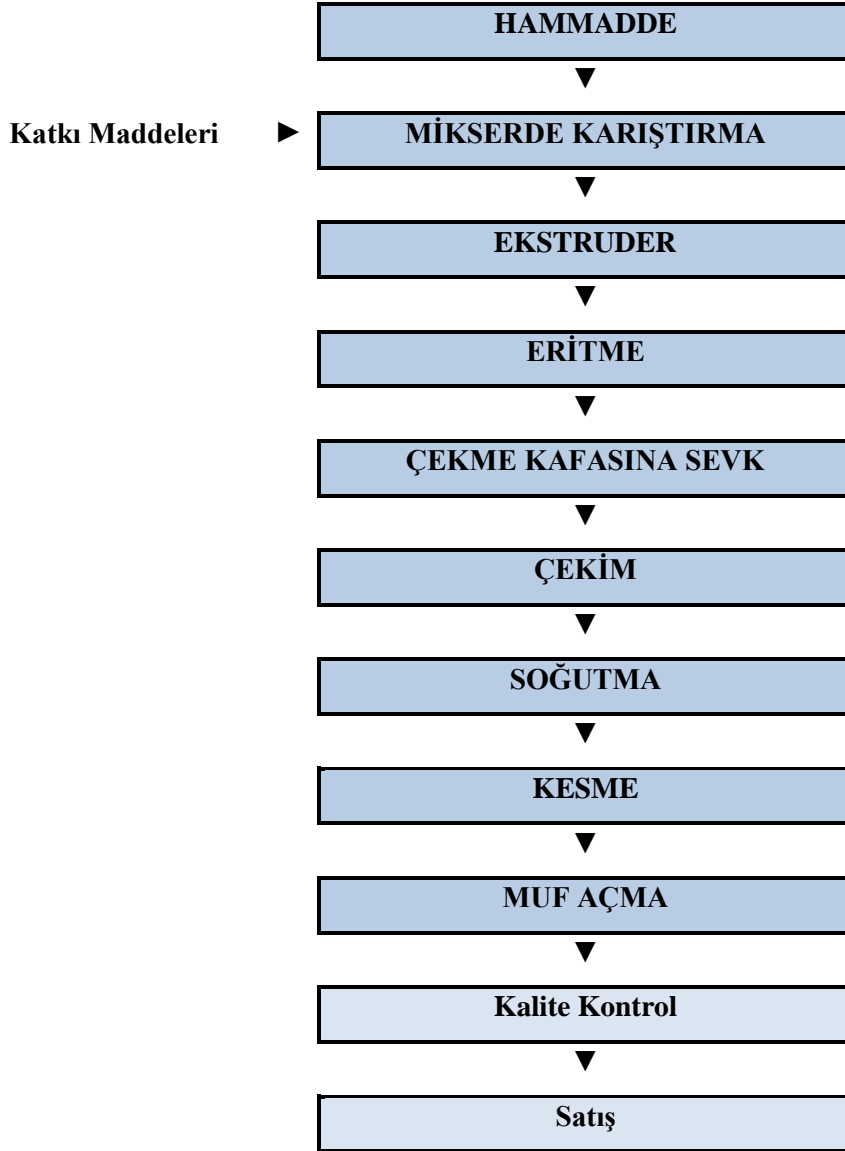 HAMMADDE
▼
Katkı Maddeleri ► MİKSERDE KARIŞTIRMA
▼
EKSTRUDER
▼
ERİTME
▼
ÇEKME KAFASINA SEVK
▼
ÇEKİM
▼
SOĞUTMA
▼
KESME
▼
MUF AÇMA
▼
Kalite Kontrol
▼
Satış